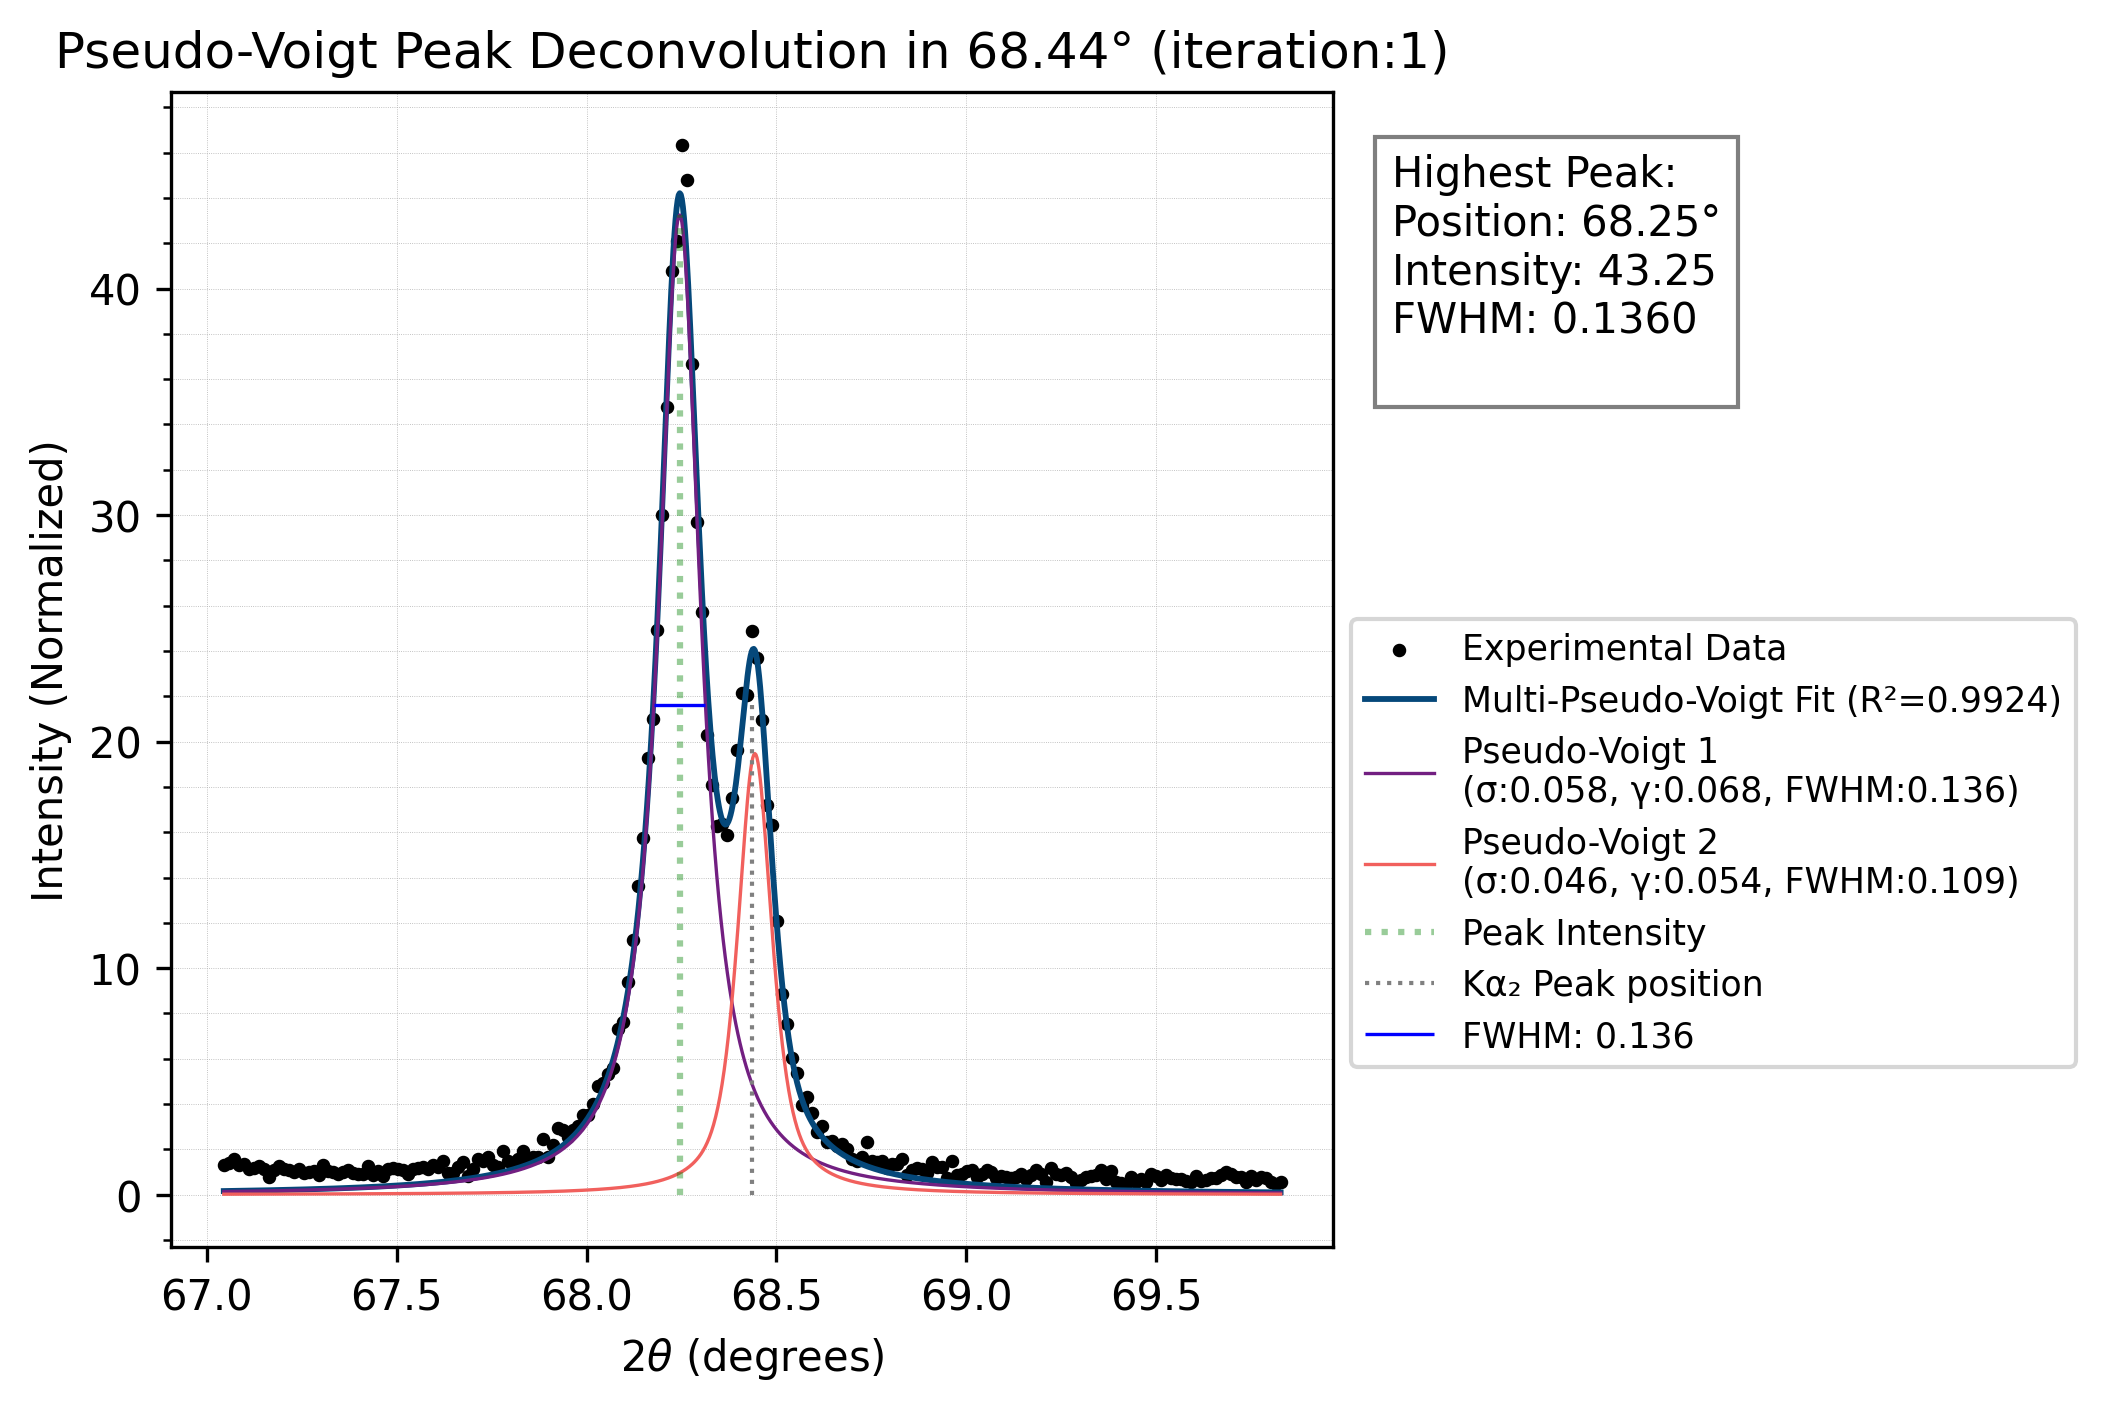 Pseudo-Voigt Peak Deconvolution in 68.44° (iteration:1)
Highest Peak:
Position: 68.25°
Intensity: 43.25
FWHM: 0.1360
Intensity (Normalized)
40
30
20
10
0
67.0 67.5 68.0 68.5 69.0 69.5
2θ (degrees)
Experimental Data
Multi-Pseudo-Voigt Fit (R²=0.9924)
Pseudo-Voigt 1
(σ:0.058, γ:0.068, FWHM:0.136)
Pseudo-Voigt 2
(σ:0.046, γ:0.054, FWHM:0.109)
Peak Intensity
Kα₂ Peak position
FWHM: 0.136